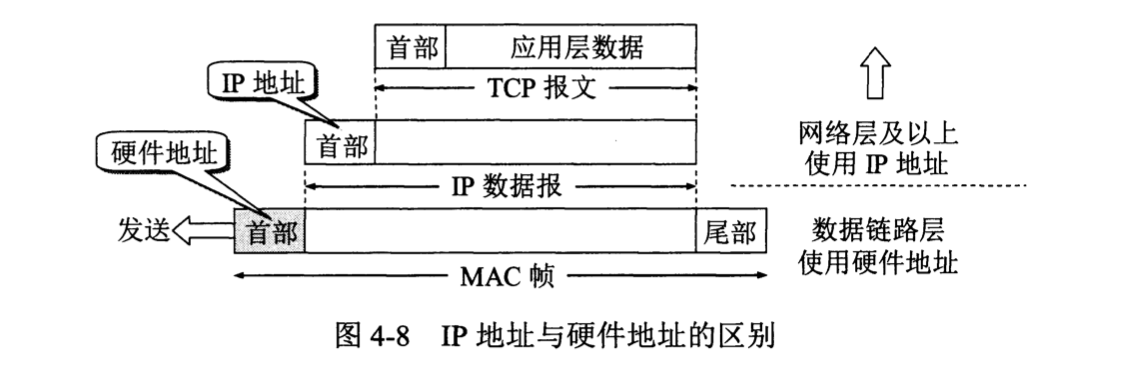 首部
应用层数据
IP 地址
TCP 报文
首部
网络层及以上
使用 IP 地址
硬件地址
IP 数据报
发送
首部
尾部
数据链路层
使用硬件地址
MAC 帧
图 4-8 IP 地址与硬件地址的区别